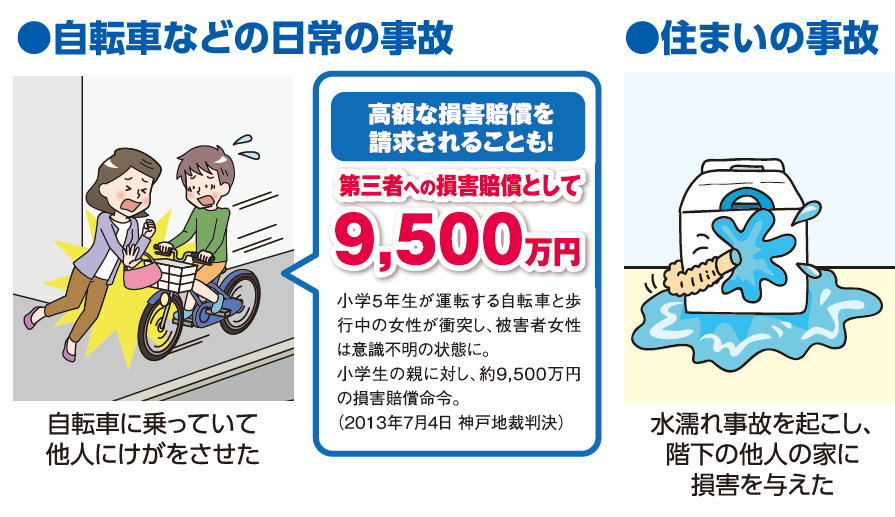 ●自転車などの日常の事故
自転車に乗っていて
他人にけがをさせた
高額な損害賠償を
請求されることも!
第三者への損害賠償として
9,500万円
小学5年生が運転する自転車と歩
行中の女性が衝突し、被害者女性
は意識不明の状態に。
小学生の親に対し、約9,500万円
の損害賠償命令。
（2013年7月4日 神戸地裁判決）
●住まいの事故
水濡れ事故を起こし、
階下の他人の家に
損害を与えた